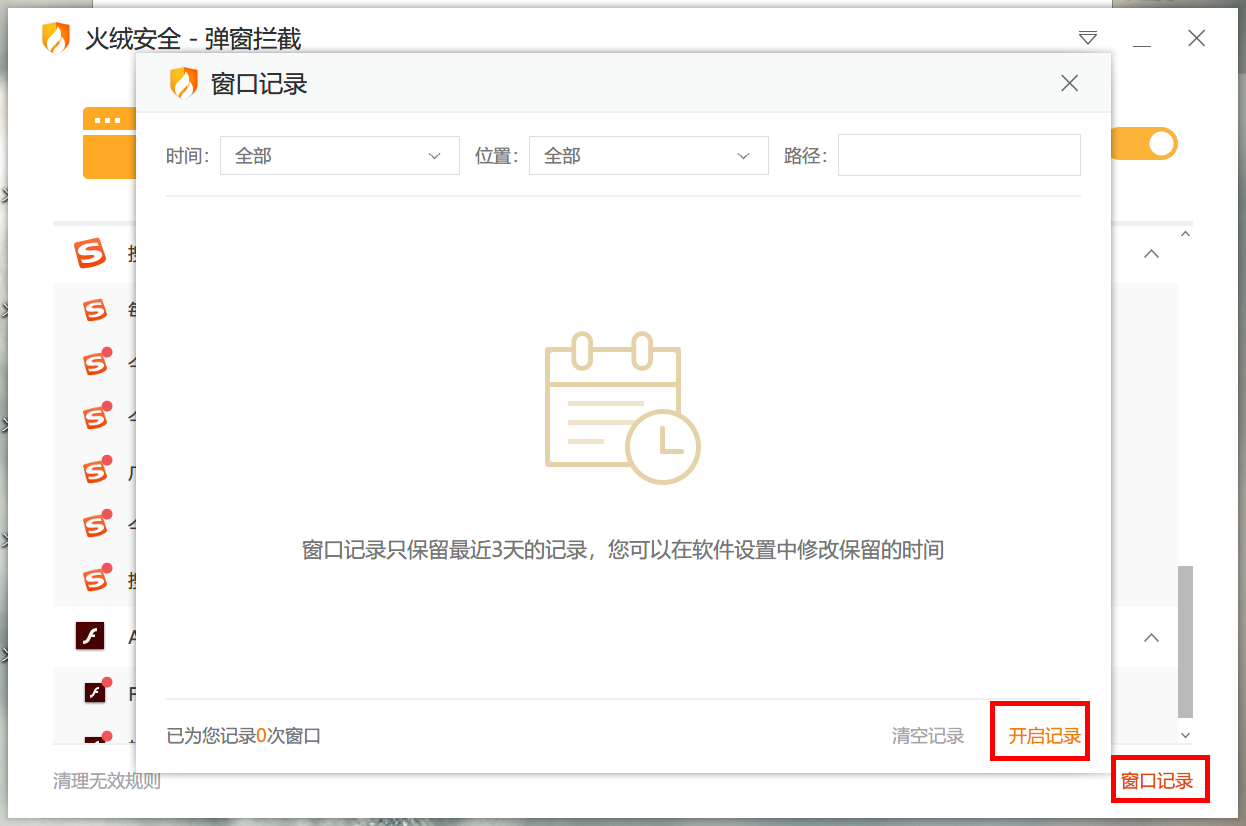 火绒安全 - 弹窗拦截
窗口记录
时间： 全部 位置： 全部 路径：
窗口记录只保留最近3天的记录，您可以在软件设置中修改保留的时间
已为您记录0次窗口 清空记录 开启记录
清理无效规则 窗口记录